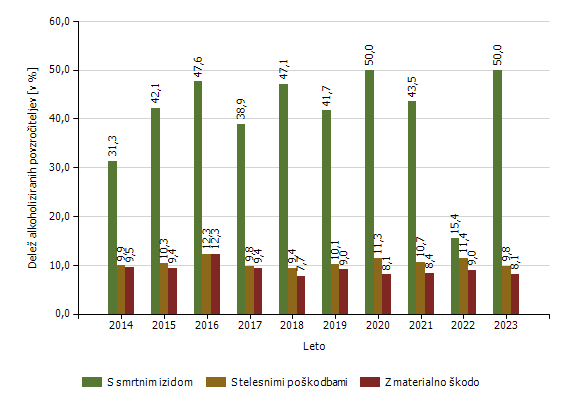 Delež alkoholiziranih povzročiteljev [v %]
60,0
50,0
40,0
30,0
20,0
10,0
0,0
31,3 9,9 9,5
42,1 10,3 9,4
47,6 12,3 12,3
38,9 9,8 9,4
47,1 9,4 7,7
41,7 10,1 9,0
50,0 11,3 8,1
43,5 10,7 8,4
15,4 11,4 9,0
50,0 9,8 8,1
2014 2015 2016 2017 2018 2019 2020 2021 2022 2023
Leto
S smrtnim izidom S telesnimi poškodbami Z materialno škodo